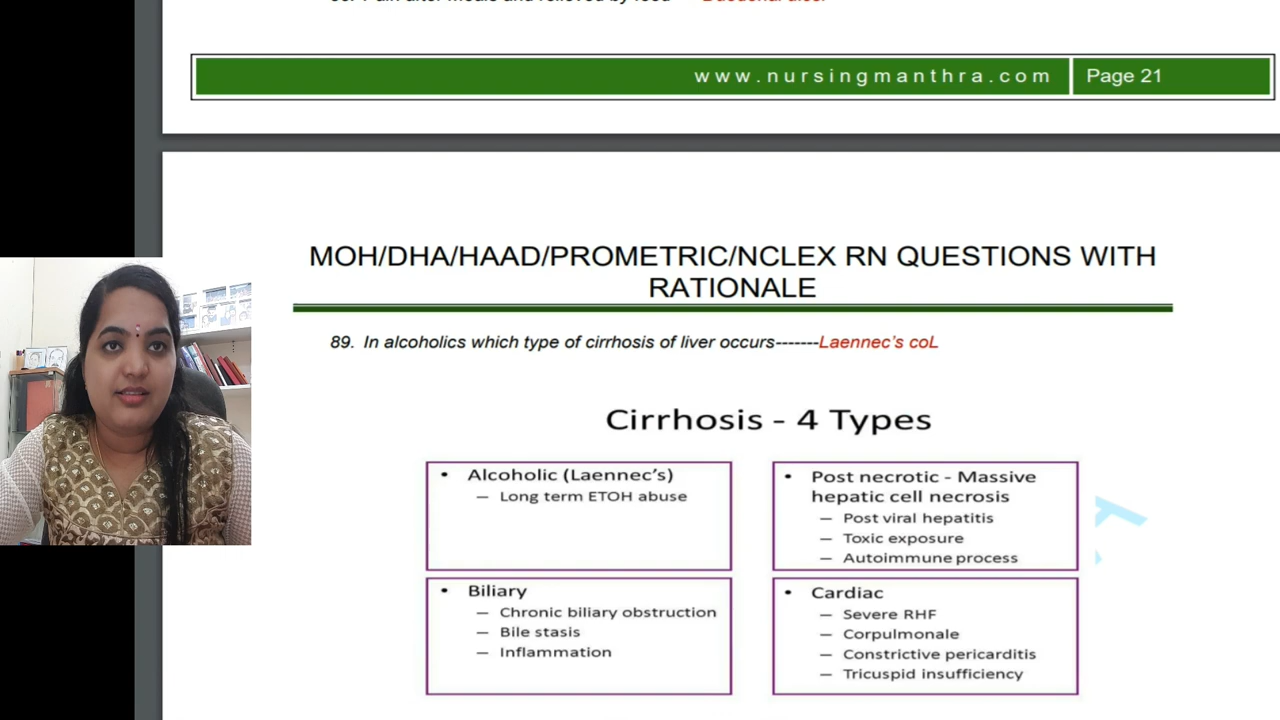 www.nursingmanthra.com Page 21
MOH/DHA/HAAD/PROMETRIC/NCLEX RN QUESTIONS WITH
RATIONALE
89. In alcoholics which type of cirrhosis of liver occurs-------Laennec's coL
Cirrhosis - 4 Types
• Alcoholic (Laennec's)
– Long term ETOH abuse
• Post necrotic - Massive
hepatic cell necrosis
– Post viral hepatitis
– Toxic exposure
– Autoimmune process
• Biliary
– Chronic biliary obstruction
– Bile stasis
– Inflammation
• Cardiac
– Severe RHF
– Corpulmonale
– Constrictive pericarditis
– Tricuspid insufficiency